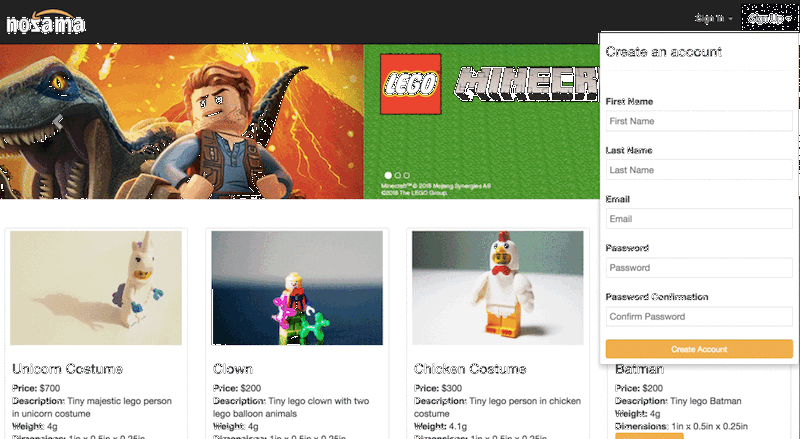 nozama
Sign In
Sign Up
Create an account
First Name
First Name
Last Name
Last Name
Email
Email
Password
Password
Password Confirmation
Confirm Password
Create Account
LEGO
MINECR
Minecraft™ © 2018 Mojang Synergies AB
©2018 The LEGO Group.
Unicorn Costume
Price: $700
Description: Tiny majestic lego person
in unicorn costume
Weight: 4g
Dimensions: 1in x 0.5in x 0.25in
Clown
Price: $200
Description: Tiny lego clown with two
lego balloon animals
Weight: 4g
Dimensions: 1in x 0.5in x 0.25in
Chicken Costume
Price: $300
Description: Tiny lego person in chicken
costume
Weight: 4.1g
Dimensions: 1in x 0.5in x 0.25in
Batman
Price: $200
Description: Tiny lego Batman
Weight: 4g
Dimensions: 1in x 0.5in x 0.25in